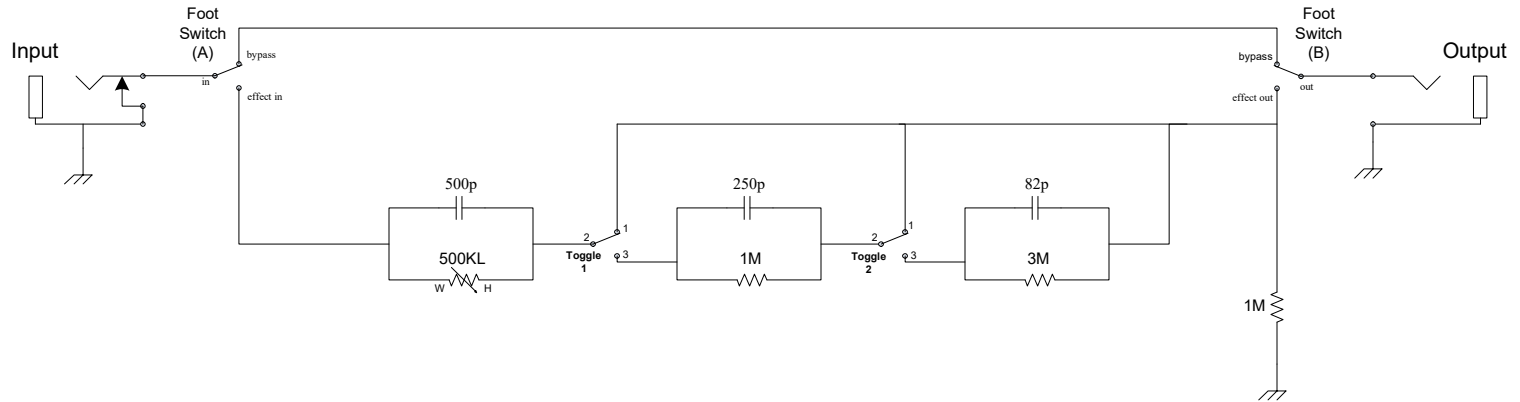 Input
Foot
Switch
(A)
bypass
in
effect in
500p
500KL
W H
2
1
3
Toggle
1
250p
1M
2
1
3
Toggle
2
82p
3M
Foot
Switch
(B)
bypass
out
effect out
Output
1M